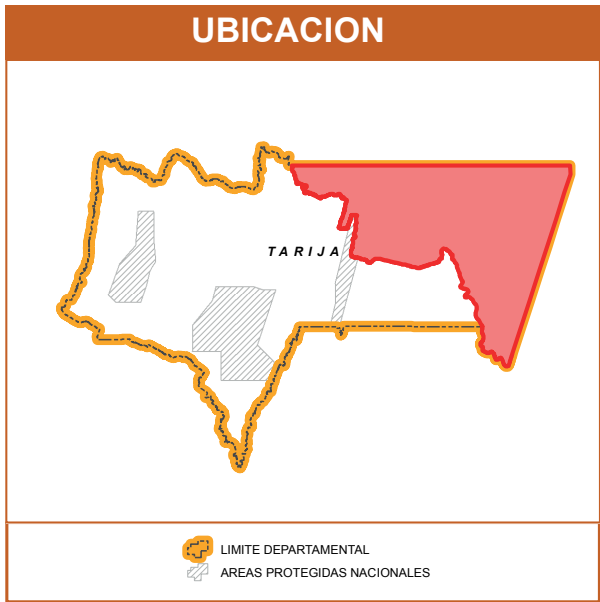 UBICACION
TARIJA
LIMITE DEPARTAMENTAL
AREAS PROTEGIDAS NACIONALES